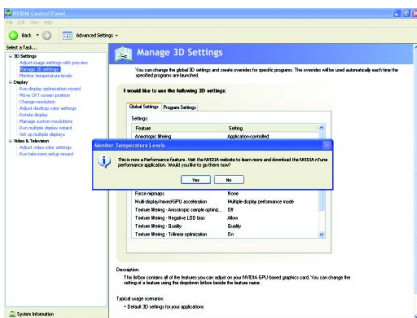 NVIDIA Control Panel
File Edit View Help
Back
Advanced Settings
Select a Task...
3D Settings
Adjust image settings with preview
Manage 3D settings
Monitor temperature levels
Display
Run display optimization wizard
Move CRT screen position
Change resolution
Adjust desktop color settings
Rotate display
Manage custom resolutions
Run multiple display wizard
Set up multiple displays
Video & Television
Adjust video color settings
Run television setup wizard
System Information
Manage 3D Settings
You can change the global 3D settings and create overrides for specific programs. The overrides will be used automatically each time the
specified programs are launched.
I would like to use the following 3D settings:
Global Settings Program Settings
Settings:
Feature Setting
Anisotropic filtering Application-controlled
Monitor Temperature Levels
This is now a Performance feature. Visit the NVIDIA website to learn more and download the NVIDIA nTune
performance application. Would you like to go there now?
Yes No
Force mipmaps None
Multi-display/mixed-GPU acceleration Multiple display performance mode
Texture filtering - Anisotropic sample optimiz... Off
Texture filtering - Negative LOD bias Allow
Texture filtering - Quality Quality
Texture filtering - Trilinear optimization On
Description:
This listbox contains all of the features you can adjust on your NVIDIA GPU-based graphics card. You can change the
setting of a feature using the dropdown listbox beside the feature name.
Typical usage scenarios:
• Default 3D settings for your applications